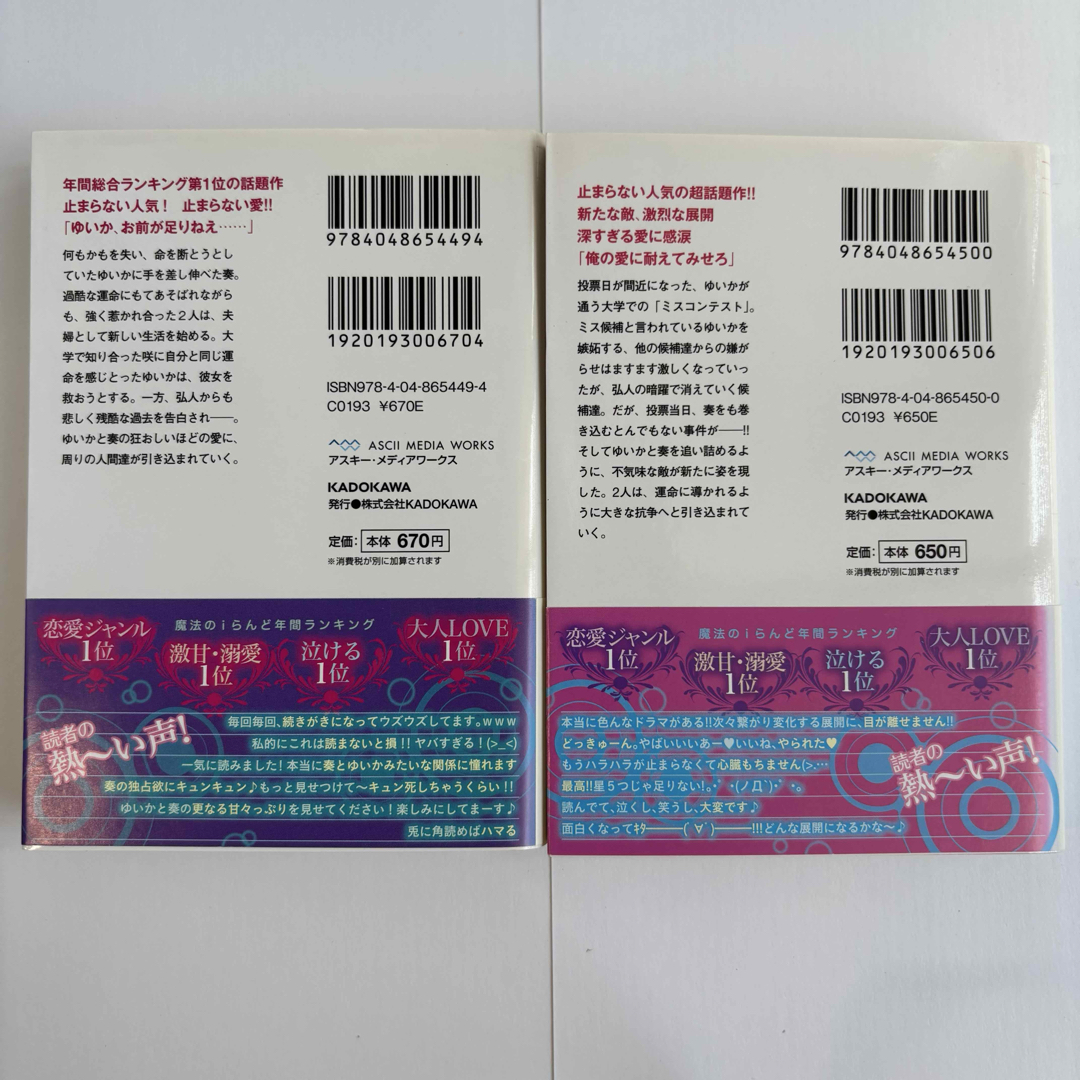 年間総合ランキング第1位の話題作
止まらない人気！ 止まらない愛!!
「ゆいか、お前が足りねえ……」
何もかもを失い、命を断とうとし
ていたゆいかに手を差し伸べた奏。
過酷な運命にもてあそばれながら
も、強く惹かれ合った2人は、夫
婦として新しい生活を始める。大
学で知り合った咲に自分と同じ運
命を感じとったゆいかは、彼女を
救おうとする。一方、弘人からも
悲しく残酷な過去を告白され――。
ゆいかと奏の狂おしいほどの愛に、
周りの人間達が引き込まれていく。
9784048654494
1920193006704
ISBN978-4-04-865449-4
C0193 ¥670E
ASCII MEDIA WORKS
アスキー・メディアワークス
KADOKAWA
発行●株式会社KADOKAWA
定価：本体 670円
※消費税が別に加算されます
魔法のiらんど年間ランキング
恋愛ジャンル
1位
激甘・溺愛
1位
泣ける
1位
大人LOVE
1位
読者の
熱〜い声！
毎回毎回、続きがきになってウズウズしてます。ｗｗｗ
私的にこれは読まないと損！！ヤバすぎる！(>_<)
一気に読みました！本当に奏とゆいかみたいな関係に憧れます
奏の独占欲にキュンキュン♪もっと見せつけて〜キュン死しちゃうくらい！！
ゆいかと奏の更なる甘々っぷりを見せてください！楽しみにしてまーす♪
兎に角読めばハマる
止まらない人気の超話題作!!
新たな敵、激烈な展開
深すぎる愛に感涙
「俺の愛に耐えてみせろ」
投票日が間近になった、ゆいかが
通う大学での「ミスコンテスト」。
ミス候補と言われているゆいかを
嫉妬する、他の候補達からの嫌が
らせはますます激しくなっていっ
たが、弘人の暗躍で消えていく候
補達。だが、投票当日、奏をも巻
き込むとんでもない事件が――!!
そしてゆいかと奏を追い詰めるよ
うに、不気味な敵が新たに姿を現
した。2人は、運命に導かれるよ
うに大きな抗争へと引き込まれて
いく。
9784048654500
1920193006506
ISBN978-4-04-865450-0
C0193 ¥650E
ASCII MEDIA WORKS
アスキー・メディアワークス
KADOKAWA
発行●株式会社KADOKAWA
定価：本体 650円
※消費税が別に加算されます
魔法のiらんど年間ランキング
恋愛ジャンル
1位
激甘・溺愛
1位
泣ける
1位
大人LOVE
1位
本当に色んなドラマがある!!次々繋がり変化する展開に、目が離せません!!
どっきゅーん。やばいいいあー♥いいね、やられた♥
もうハラハラが止まらなくて心臓もちません(>.…
最高!!星５つじゃ足りない!。・゜・(ノД`)・゜・。
読んでて、泣くし、笑うし、大変です♪
面白くなってｷﾀ━━━(ﾟ∀ﾟ)━━━!!!どんな展開になるかな〜♪
読者の
熱〜い声！